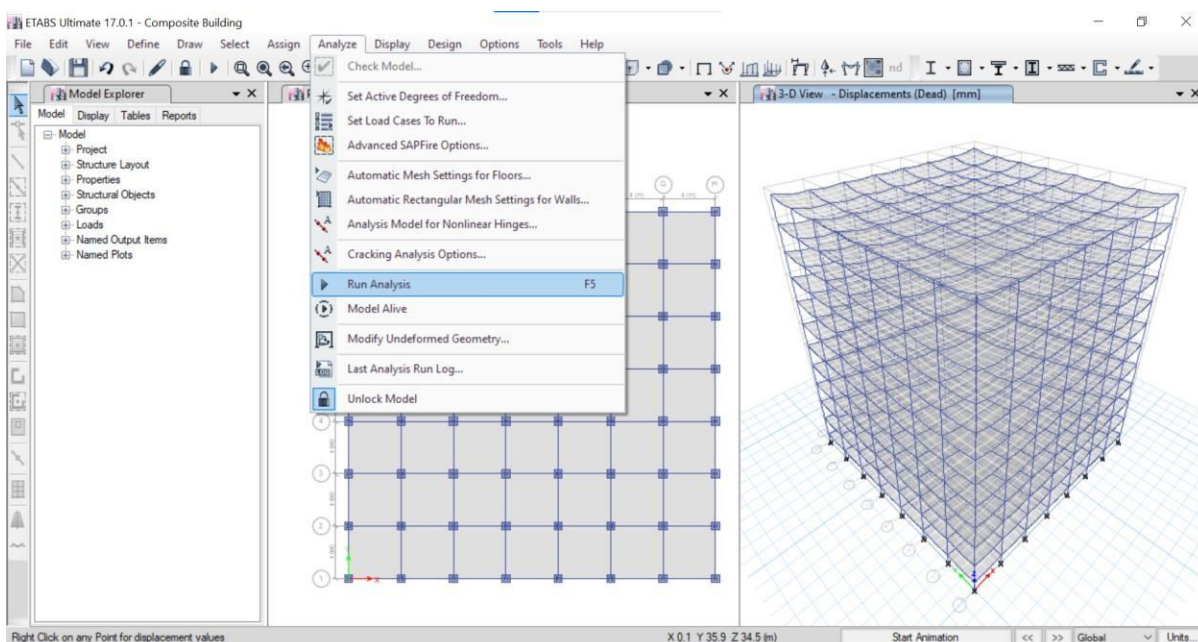 ETABS Ultimate 17.0.1 - Composite Building
File Edit View Define Draw Select Assign Analyze Display Design Options Tools Help
nd
Model Explorer
Model Display Tables Reports
Model
Project
Structure Layout
Properties
Structural Objects
Groups
Loads
Named Output Items
Named Plots
Check Model...
Set Active Degrees of Freedom...
Set Load Cases To Run...
Advanced SAPFire Options...
Automatic Mesh Settings for Floors...
Automatic Rectangular Mesh Settings for Walls...
Analysis Model for Nonlinear Hinges...
Cracking Analysis Options...
Run Analysis F5
Model Alive
Modify Undeformed Geometry...
Last Analysis Run Log...
Unlock Model
3-D View - Displacements (Dead) [mm]
G H
4
3
2
1
Y
X
Right Click on any Point for displacement values
X 0.1 Y 35.9 Z 34.5 (m)
Start Animation << >> Global Units